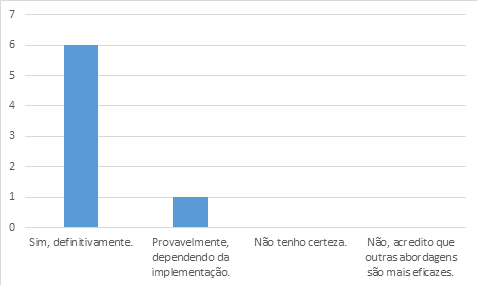 7
6
5
4
3
2
1
0
Sim, definitivamente.
Provavelmente,
dependendo da
implementação.
Não tenho certeza.
Não, acredito que
outras abordagens
são mais eficazes.